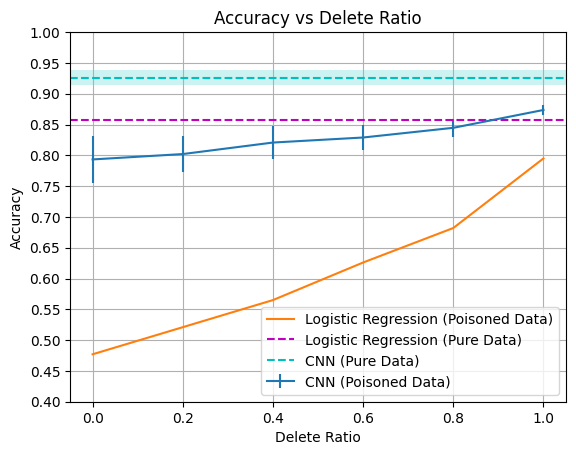 Accuracy vs Delete Ratio
Accuracy
1.00
0.95
0.90
0.85
0.80
0.75
0.70
0.65
0.60
0.55
0.50
0.45
0.40
Logistic Regression (Poisoned Data)
Logistic Regression (Pure Data)
CNN (Pure Data)
CNN (Poisoned Data)
0.0 0.2 0.4 0.6 0.8 1.0
Delete Ratio